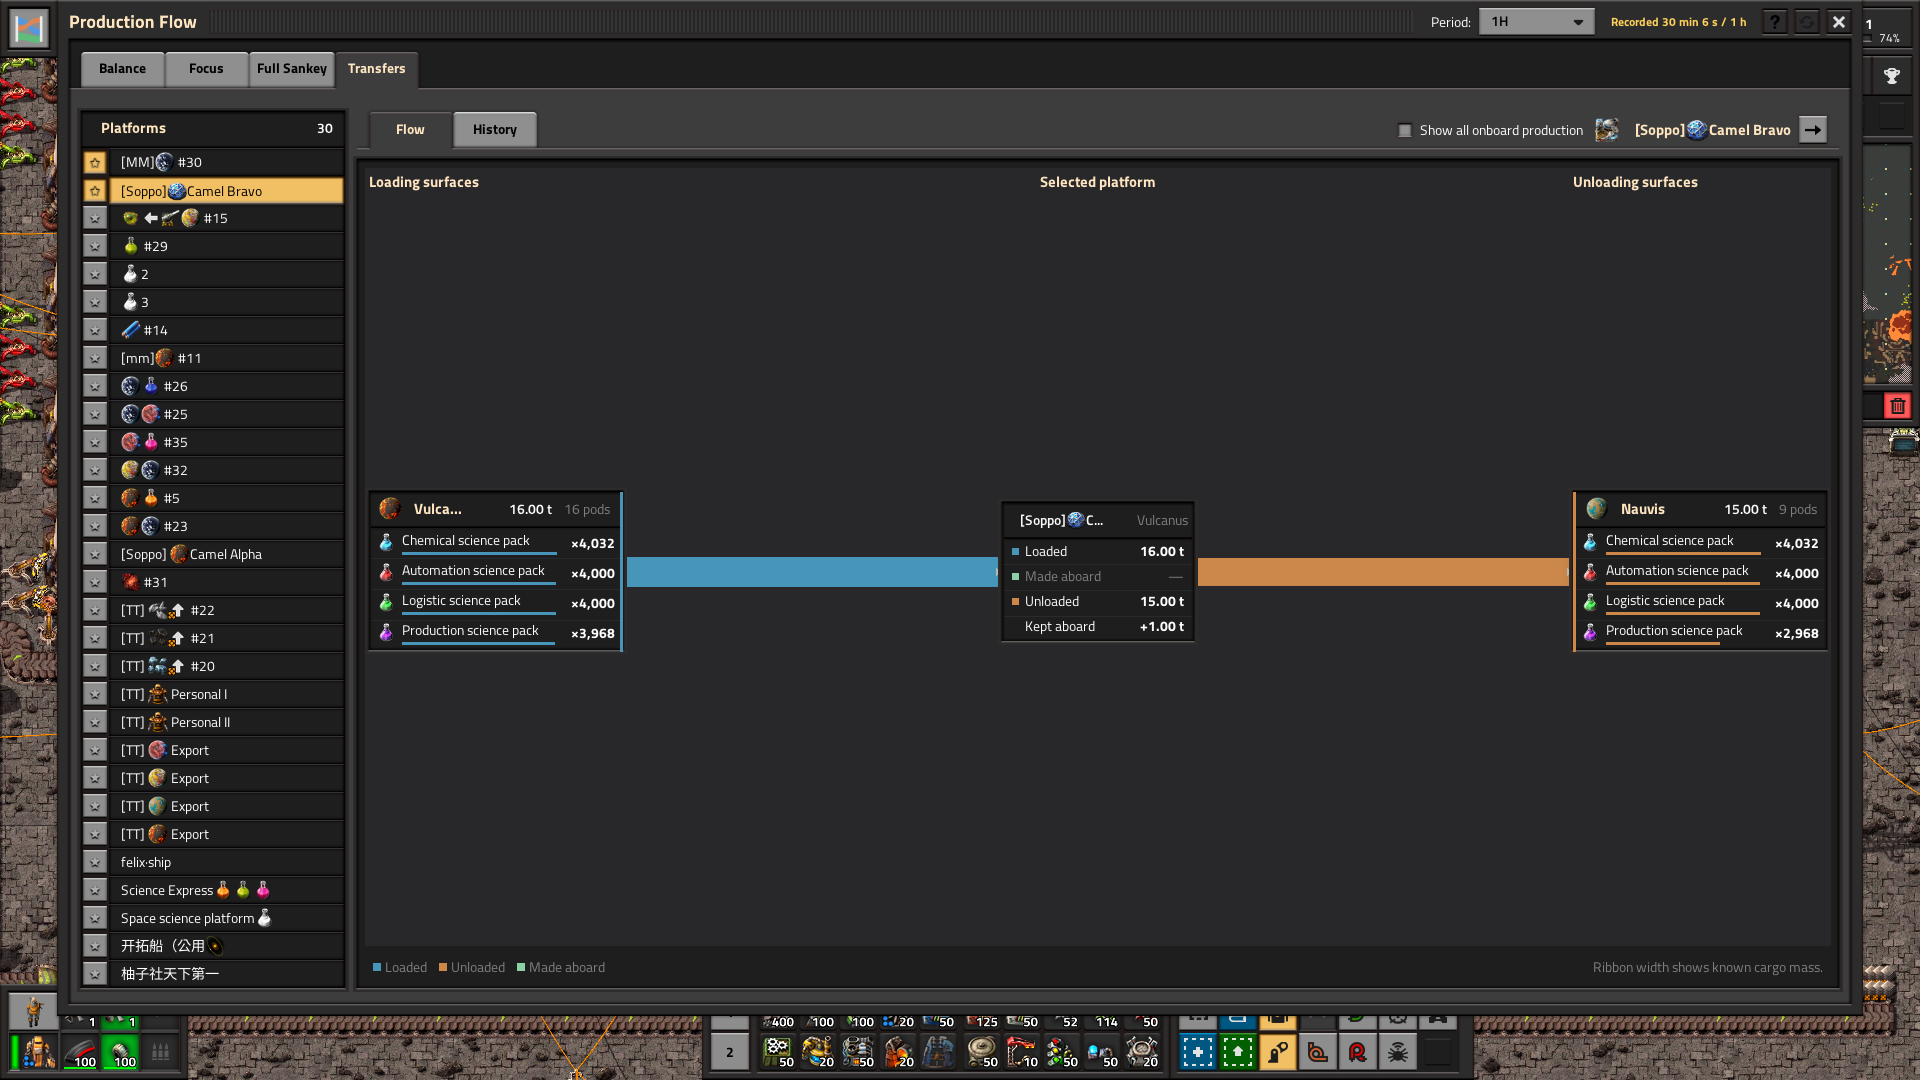 Production Flow
Period: 1H Recorded 30 min 6 s / 1 h ?
Balance Focus Full Sankey Transfers
Platforms 30
[MM] #30
[Soppo] Camel Bravo
#15
#29
2
3
#14
[mm] #11
#26
#25
#35
#32
#5
#23
[Soppo] Camel Alpha
#31
[TT] #22
[TT] #21
[TT] #20
[TT] Personal I
[TT] Personal II
[TT] Export
[TT] Export
[TT] Export
[TT] Export
felix-ship
Science Express
Space science platform
开拓船（公用
柚子社天下第一
Flow History
Show all onboard production [Soppo] Camel Bravo
Loading surfaces Selected platform Unloading surfaces
Vulca... 16.00 t 16 pods
Chemical science pack ×4,032
Automation science pack ×4,000
Logistic science pack ×4,000
Production science pack ×3,968
[Soppo] C... Vulcanus
Loaded 16.00 t
Made aboard —
Unloaded 15.00 t
Kept aboard +1.00 t
Nauvis 15.00 t 9 pods
Chemical science pack ×4,032
Automation science pack ×4,000
Logistic science pack ×4,000
Production science pack ×2,968
Loaded Unloaded Made aboard
Ribbon width shows known cargo mass.
1
74%
1 1
100 100
400 100 100 20 50 125 50 52 114 50
2 50 20 50 20 50 10 50 50 20